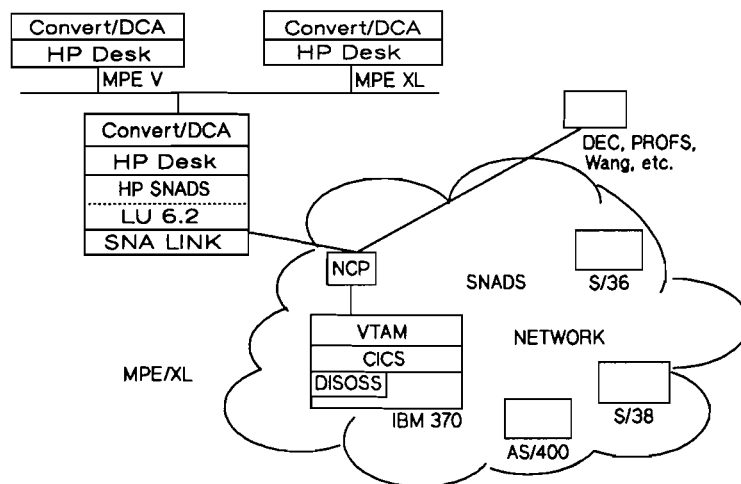 Convert/DCA
HP Desk
MPE V
Convert/DCA
HP Desk
MPE XL
Convert/DCA
HP Desk
HP SNADS
LU 6.2
SNA LINK
DEC, PROFS,
Wang, etc.
NCP
SNADS
S/36
VTAM
CICS
DISOSS
IBM 370
NETWORK
MPE/XL
S/38
AS/400